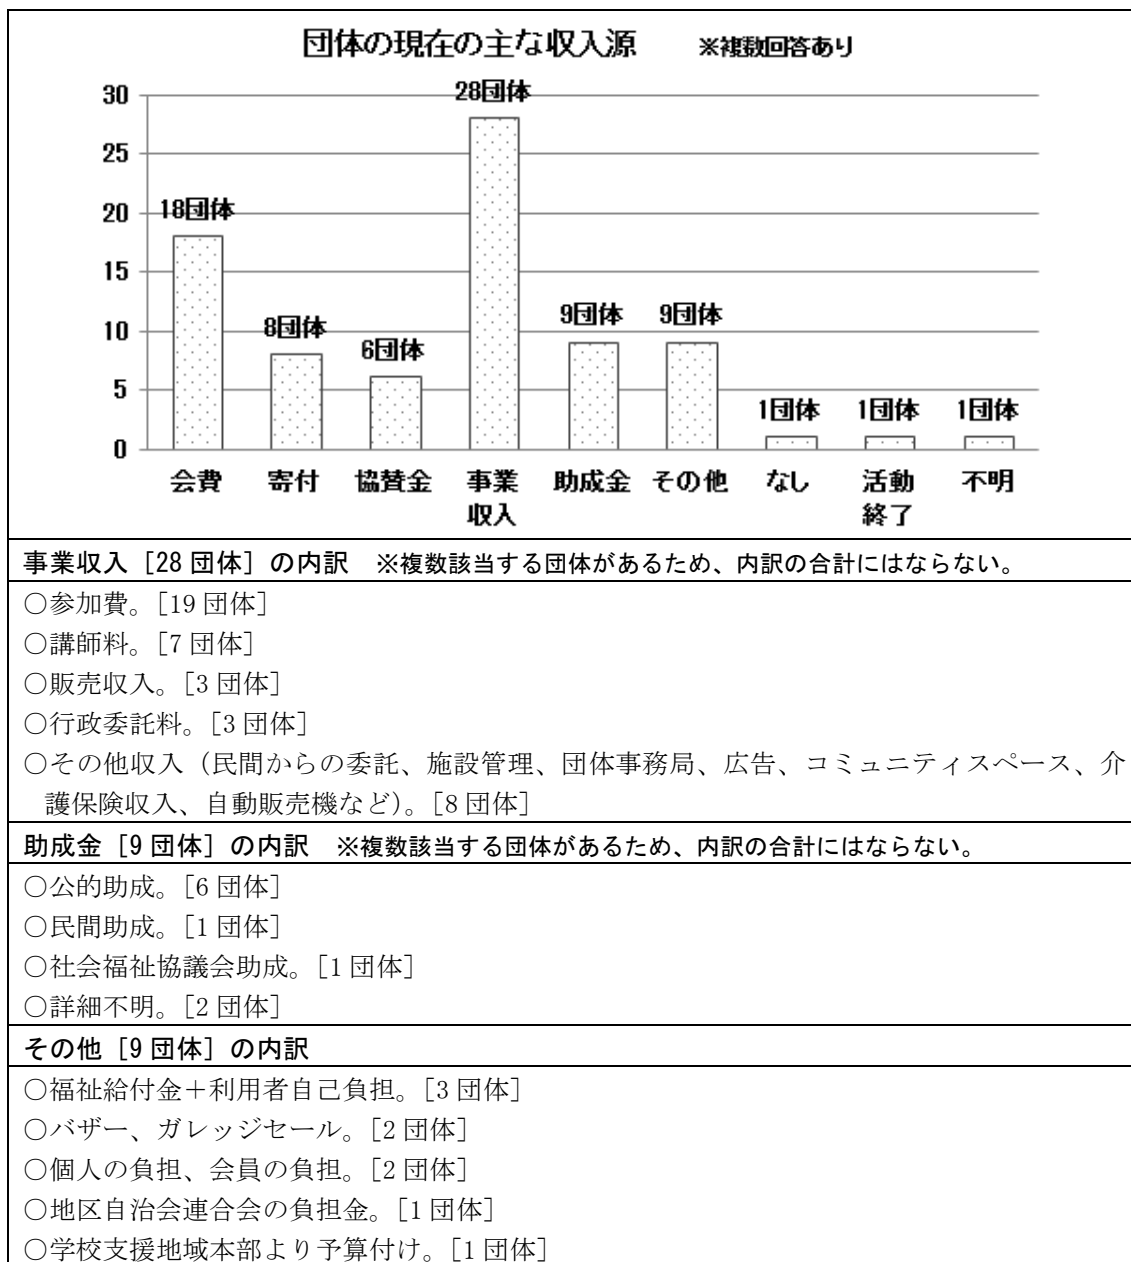 団体の現在の主な収入源 ※複数回答あり
30
25
20
15
10
5
0
18団体
8団体
6団体
28団体
9団体
9団体
1団体
1団体
1団体
会費 寄付 協賛金 事業 助成金 その他 なし 活動 不明
収入 終了
事業収入［28 団体］の内訳 ※複数該当する団体があるため、内訳の合計にはならない。
○参加費。［19 団体］
○講師料。［7 団体］
○販売収入。［3 団体］
○行政委託料。［3 団体］
○その他収入（民間からの委託、施設管理、団体事務局、広告、コミュニティスペース、介
護保険収入、自動販売機など）。［8 団体］
助成金［9 団体］の内訳 ※複数該当する団体があるため、内訳の合計にはならない。
○公的助成。［6 団体］
○民間助成。［1 団体］
○社会福祉協議会助成。［1 団体］
○詳細不明。［2 団体］
その他［9 団体］の内訳
○福祉給付金＋利用者自己負担。［3 団体］
○バザー、ガレッジセール。［2 団体］
○個人の負担、会員の負担。［2 団体］
○地区自治会連合会の負担金。［1 団体］
○学校支援地域本部より予算付け。［1 団体］